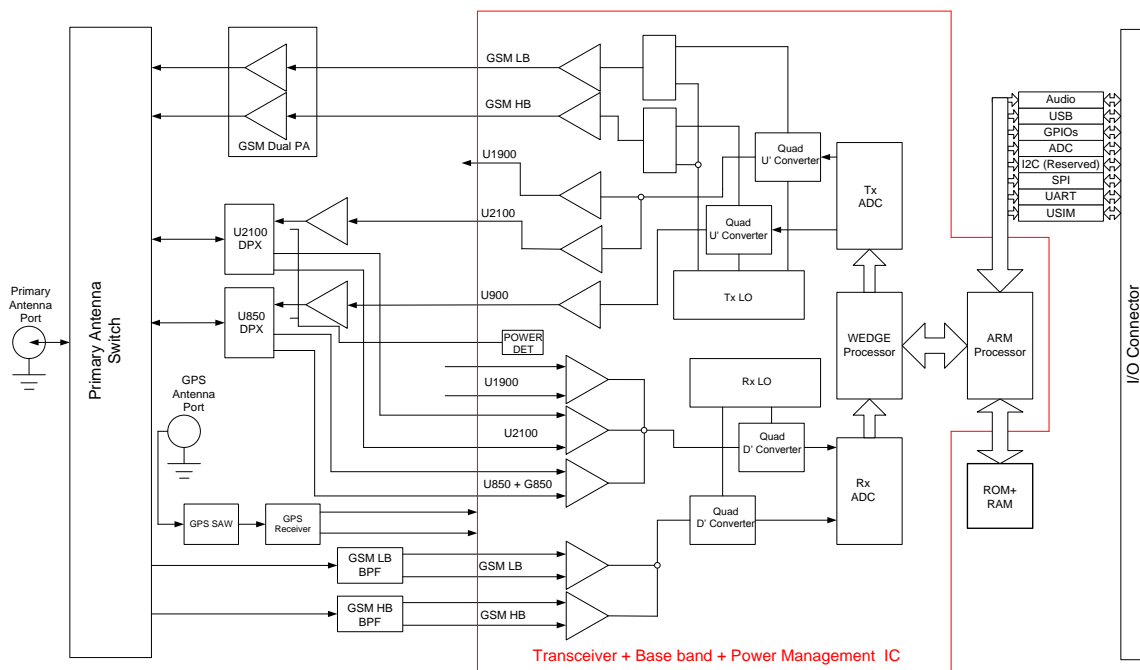 GSM LB
GSM HB
GSM Dual PA
U1900
U2100
U900
U2100
DPX
U850
DPX
Primary
Antenna
Port
Primary Antenna
Switch
GPS
Antenna
Port
POWER
DET
Quad
U' Converter
Quad
U' Converter
Tx
ADC
Tx LO
WEDGE
Processor
ARM
Processor
Audio
USB
GPIOs
ADC
I2C (Reserved)
SPI
UART
USIM
I/O Connector
Rx LO
U1900
U2100
U850 + G850
Quad
D' Converter
Quad
D' Converter
Rx
ADC
ROM+
RAM
GPS SAW
GPS
Receiver
GSM LB
BPF
GSM LB
GSM HB
BPF
GSM HB
Transceiver + Base band + Power Management IC